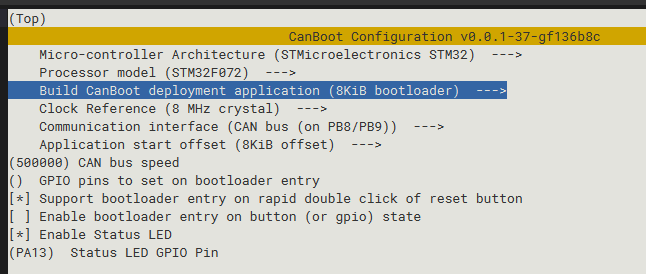 (Top)
CanBoot Configuration v0.0.1-37-gf136b8c
Micro-controller Architecture (STMicroelectronics STM32)  --->
Processor model (STM32F072)  --->
Build CanBoot deployment application (8KiB bootloader)  --->
Clock Reference (8 MHz crystal)  --->
Communication interface (CAN bus (on PB8/PB9))  --->
Application start offset (8KiB offset)  --->
(500000) CAN bus speed
()  GPIO pins to set on bootloader entry
[*] Support bootloader entry on rapid double click of reset button
[ ] Enable bootloader entry on button (or gpio) state
[*] Enable Status LED
(PA13)  Status LED GPIO Pin